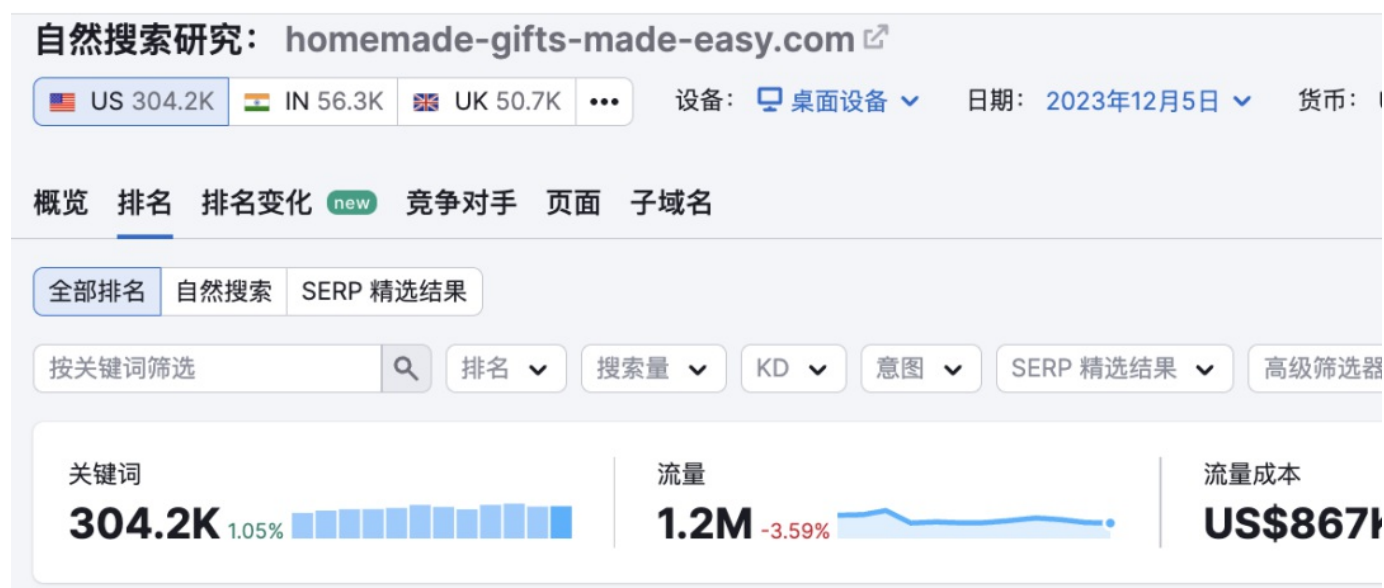 自然搜索研究： homemade-gifts-made-easy.com
US 304.2K IN 56.3K UK 50.7K ••• 设备： 桌面设备 日期： 2023年12月5日 货币：
概览 排名 排名变化 new 竞争对手 页面 子域名
全部排名 自然搜索 SERP 精选结果
按关键词筛选 排名 搜索量 KD 意图 SERP 精选结果 高级筛选器
关键词 流量 流量成本
304.2K 1.05% 1.2M -3.59% US$867K